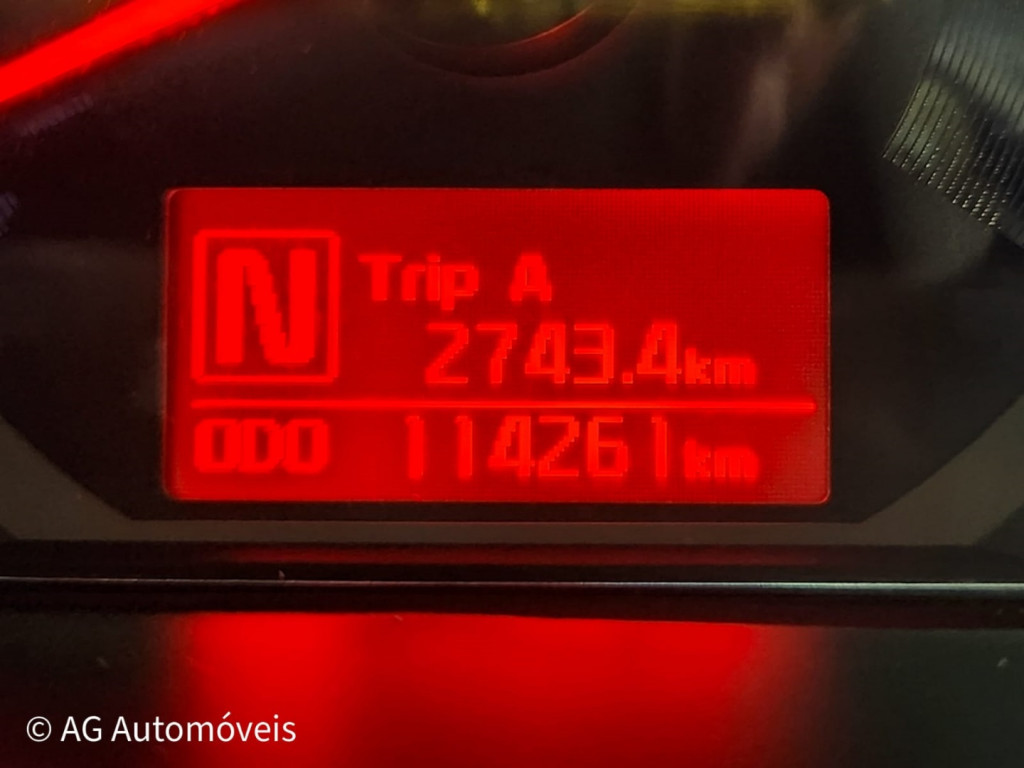 N
Trip A
2743.4km
ODO 114261km
© AG Automóveis